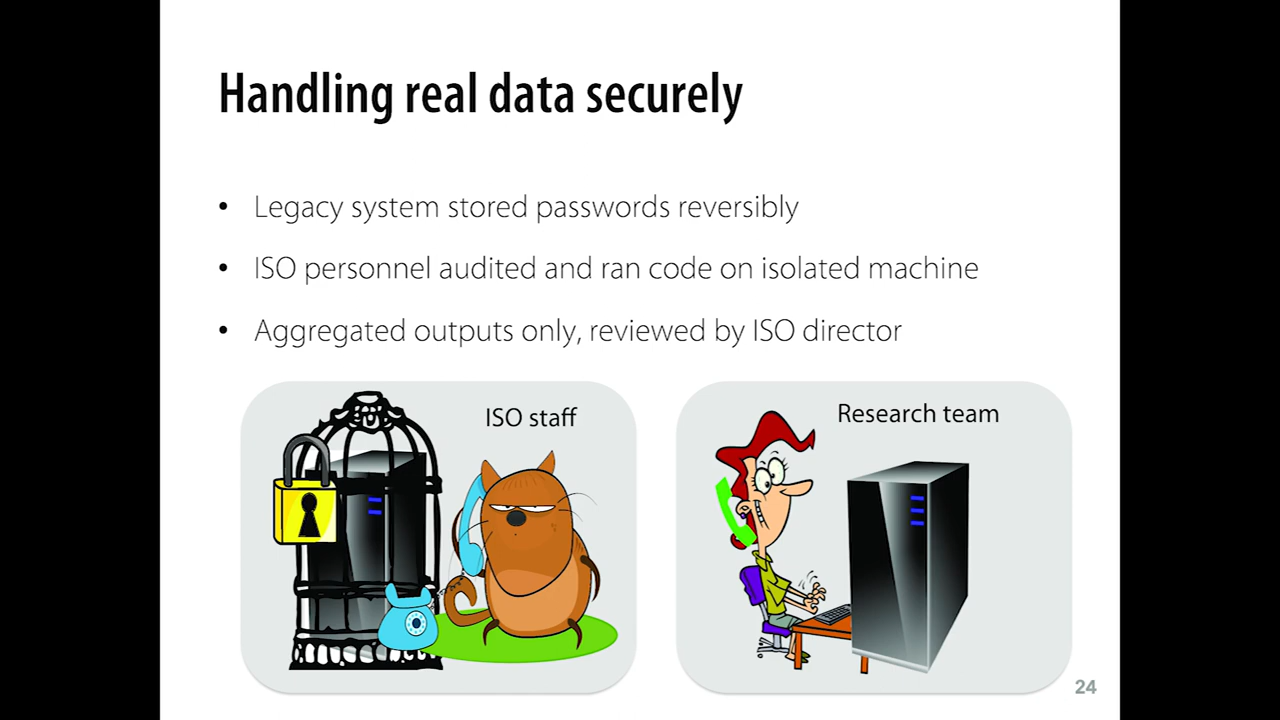 Handling real data securely
• Legacy system stored passwords reversibly
• ISO personnel audited and ran code on isolated machine
• Aggregated outputs only, reviewed by ISO director
ISO staff
Research team
24